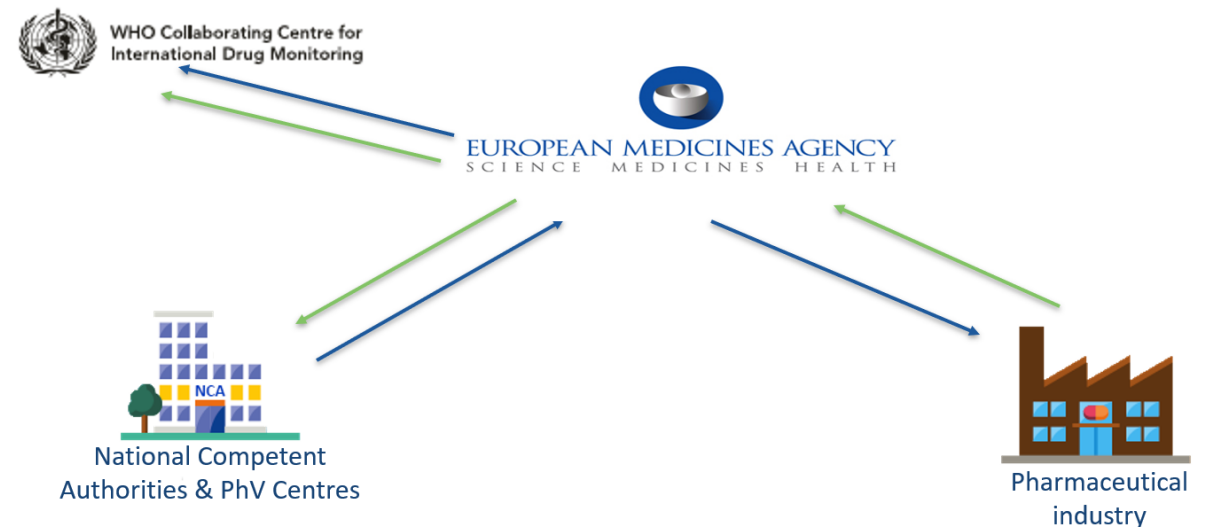 WHO Collaborating Centre for
International Drug Monitoring
EUROPEAN MEDICINES AGENCY
SCIENCE MEDICINES HEALTH
NCA
National Competent
Authorities & PhV Centres
Pharmaceutical
industry